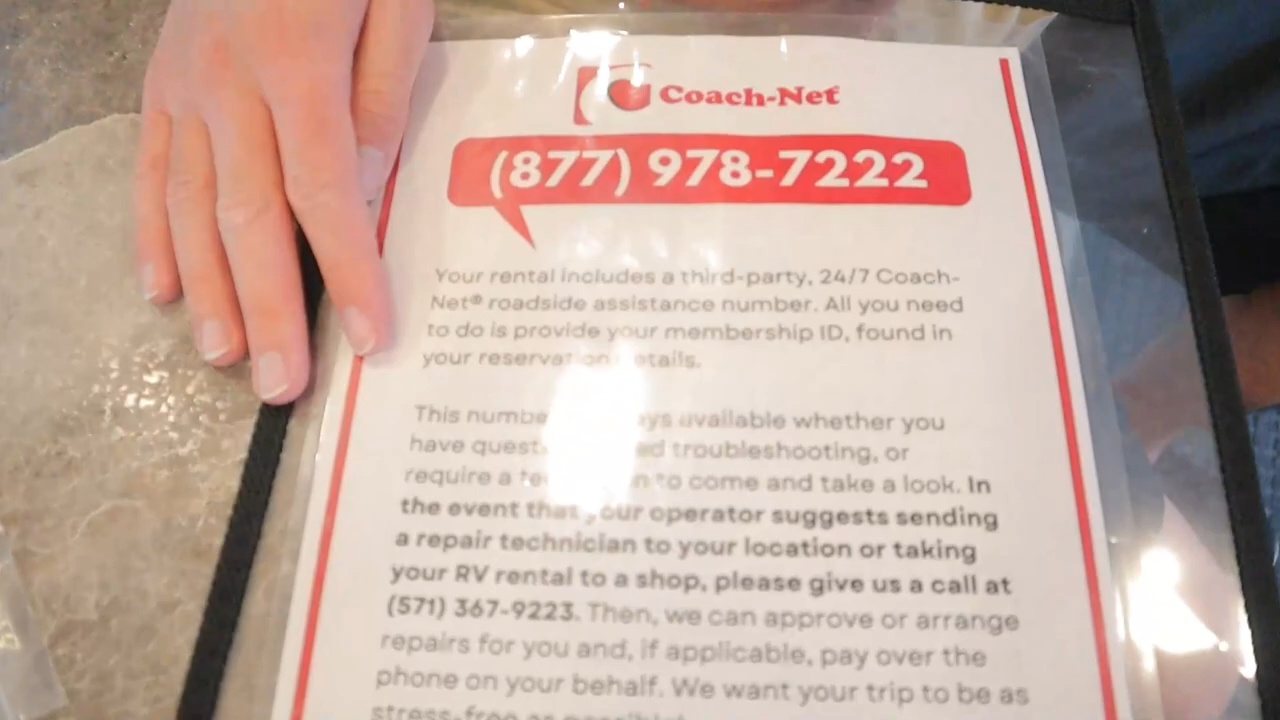 Coach-Net
(877) 978-7222
Your rental includes a third-party, 24/7 Coach-
Net® roadside assistance number. All you need
to do is provide your membership ID, found in
your reservation details.
This number available whether you
have troubleshooting, or
require a to come and take a look. In
the event that your operator suggests sending
a repair technician to your location or taking
your RV rental to a shop, please give us a call at
(571) 367-9223. Then, we can approve or arrange
repairs for you and, if applicable, pay over the
phone on your behalf. We want your trip to be as
stress-free as